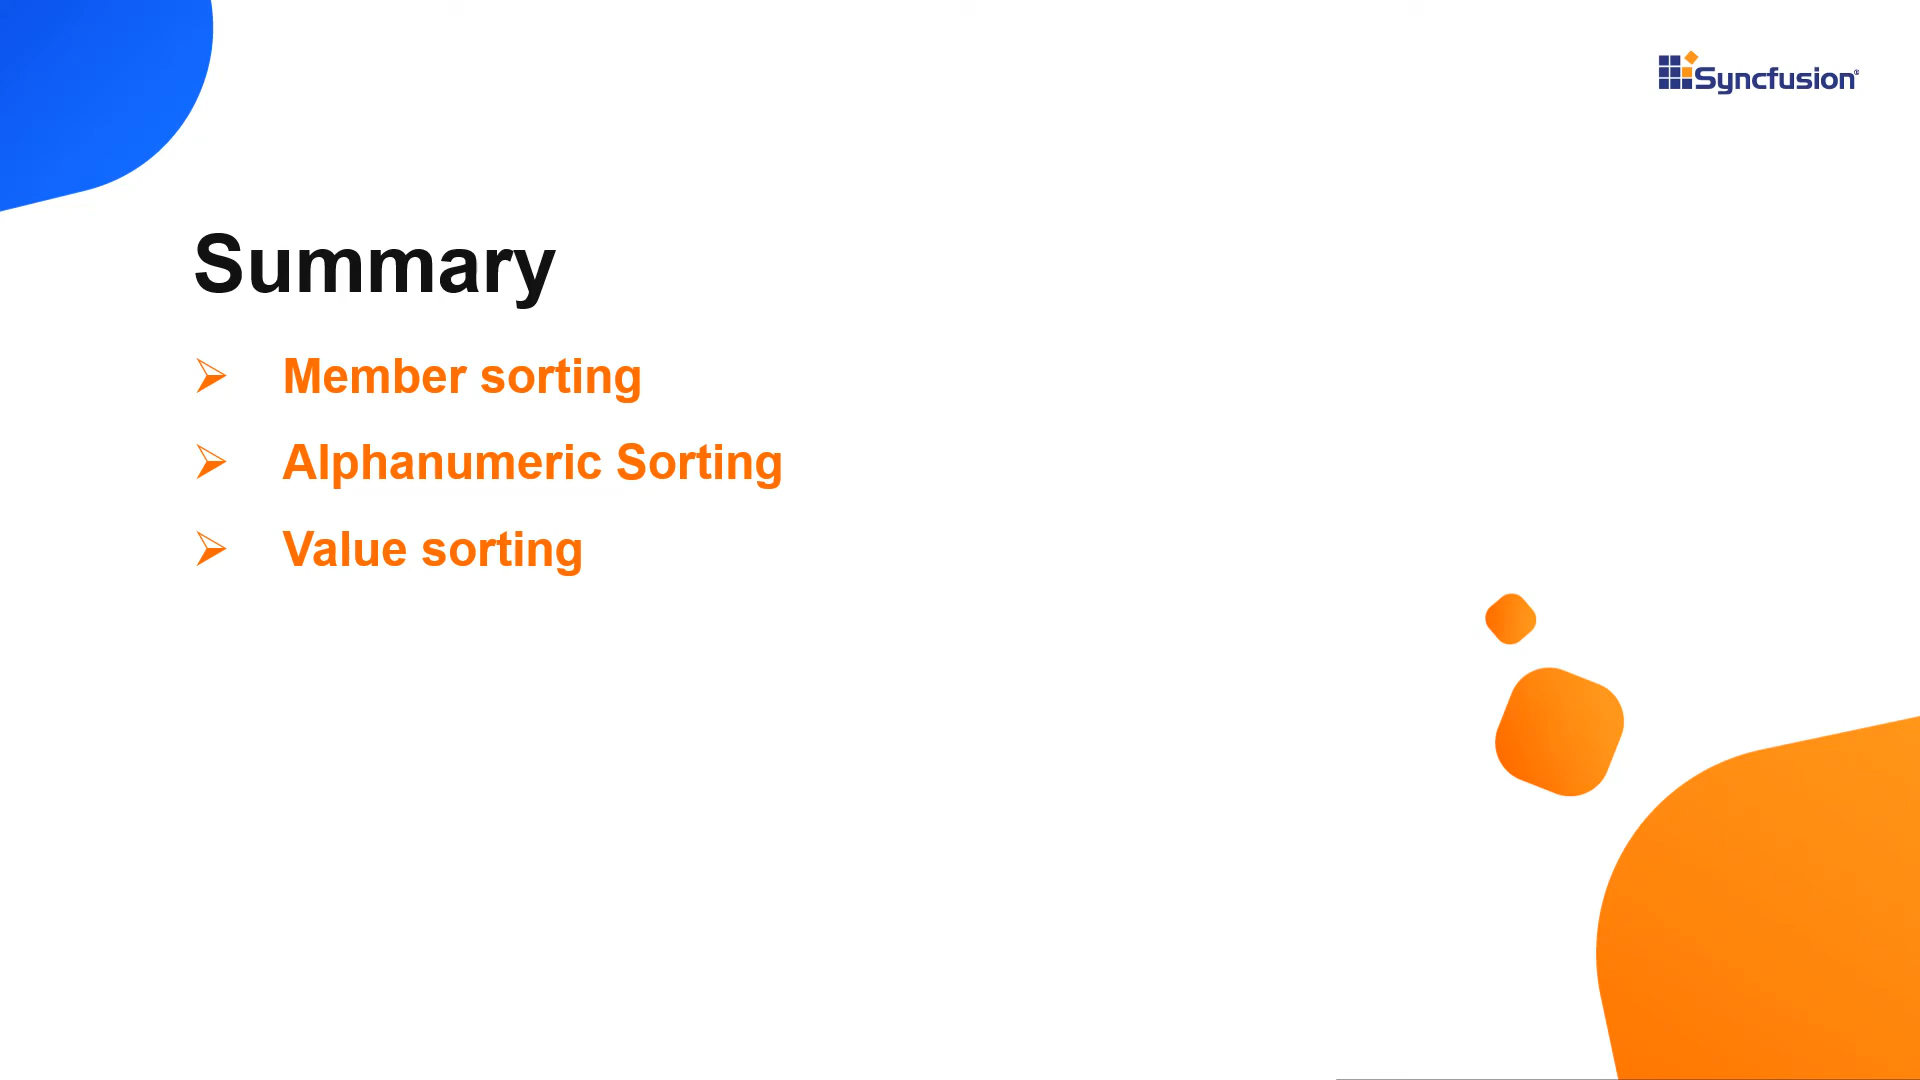 Syncfusion®
Summary
➢ Member sorting
➢ Alphanumeric Sorting
➢ Value sorting